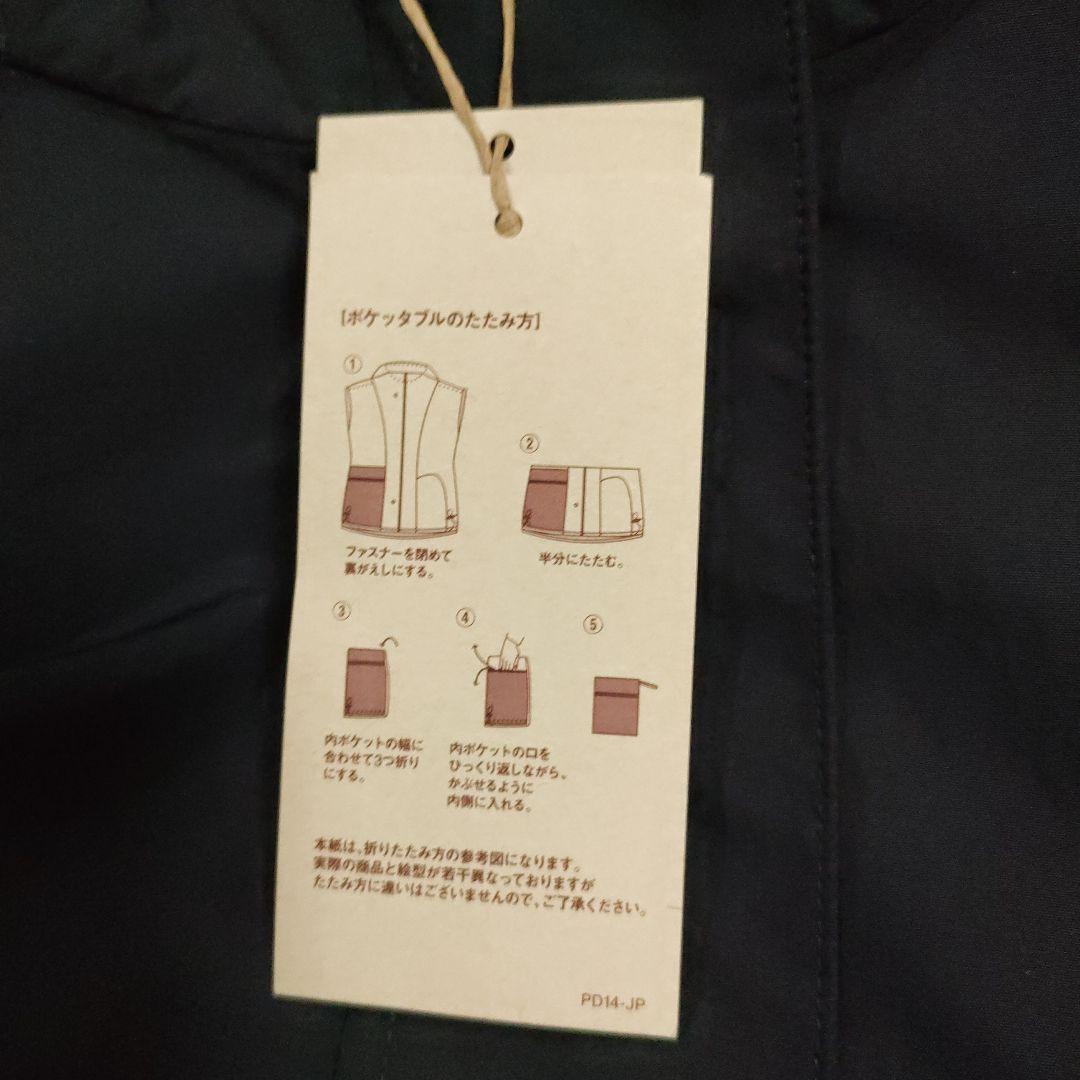 [ポケッタブルのたたみ方]
①
ファスナーを閉めて
裏がえしにする。
②
半分にたたむ。
③
内ポケットの幅に
合わせて3つ折り
にする。
④
内ポケットの口を
ひっくり返しながら、
かぶせるように
内側に入れる。
⑤
本紙は、折りたたみ方の参考図になります。
実際の商品と絵型が若干異なっておりますが
たたみ方に違いはございませんので、ご了承ください。
PD14-JP